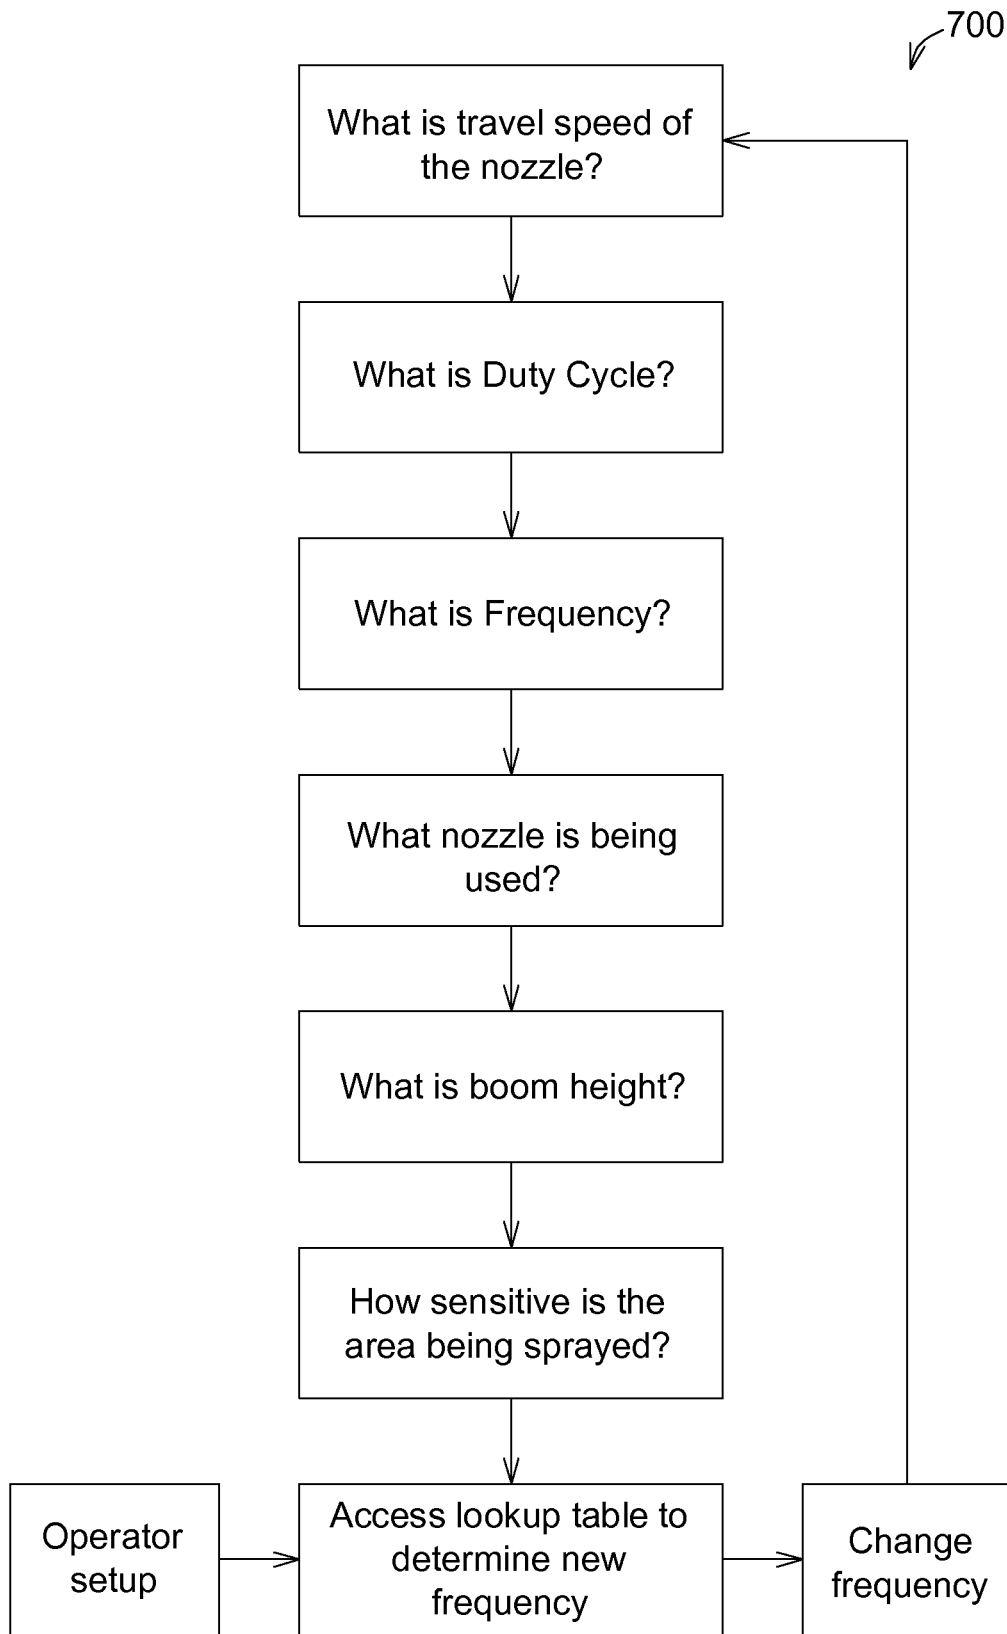 700
What is travel speed of
the nozzle?
What is Duty Cycle?
What is Frequency?
What nozzle is being
used?
What is boom height?
How sensitive is the
area being sprayed?
Operator
setup
Access lookup table to
determine new
frequency
Change
frequency